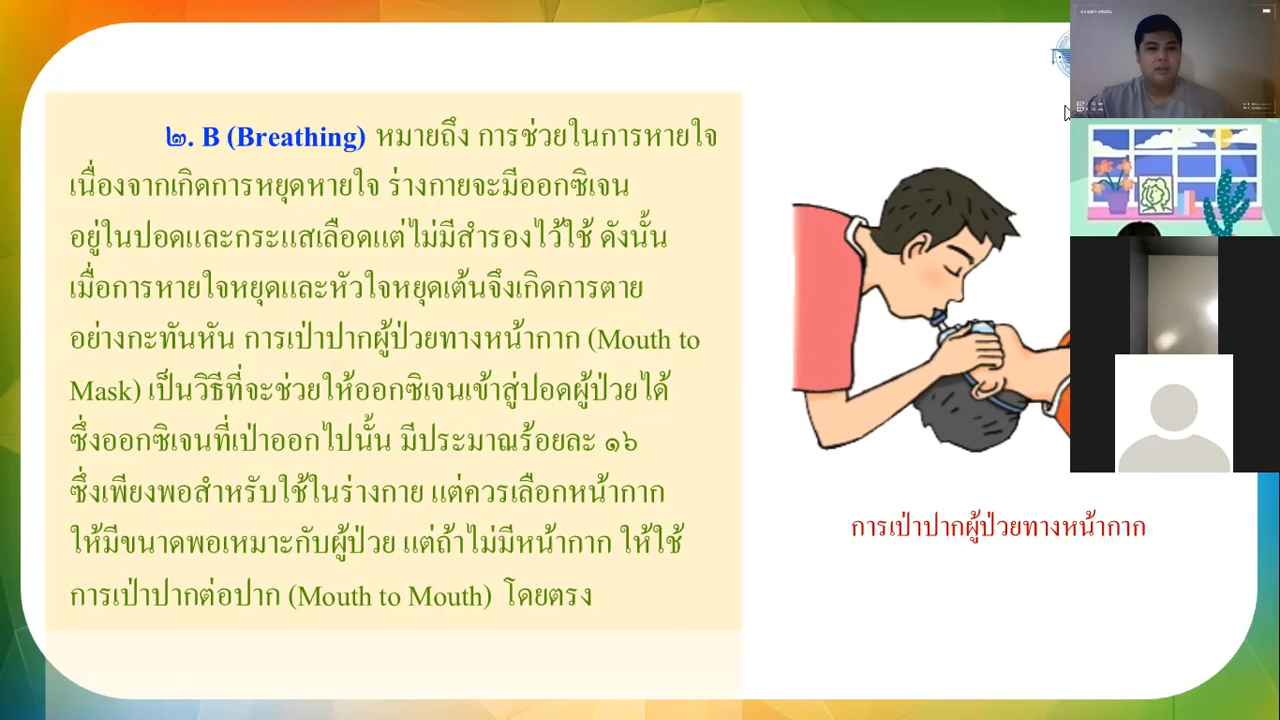 ๒. B (Breathing) หมายถึง การช่วยในการหายใจ
เนื่องจากเกิดการหยุดหายใจ ร่างกายจะมีออกซิเจน
อยู่ในปอดและกระแสเลือดแต่ไม่มีสำรองไว้ใช้ ดังนั้น
เมื่อการหายใจหยุดและหัวใจหยุดเต้นจึงเกิดการตาย
อย่างกะทันหัน การเป่าปากผู้ป่วยทางหน้ากาก (Mouth to
Mask) เป็นวิธีที่จะช่วยให้ออกซิเจนเข้าสู่ปอดผู้ป่วยได้
ซึ่งออกซิเจนที่เป่าออกไปนั้น มีประมาณร้อยละ ๑๖
ซึ่งเพียงพอสำหรับใช้ในร่างกาย แต่ควรเลือกหน้ากาก
ให้มีขนาดพอเหมาะกับผู้ป่วย แต่ถ้าไม่มีหน้ากาก ให้ใช้
การเป่าปากต่อปาก (Mouth to Mouth) โดยตรง
การเป่าปากผู้ป่วยทางหน้ากาก